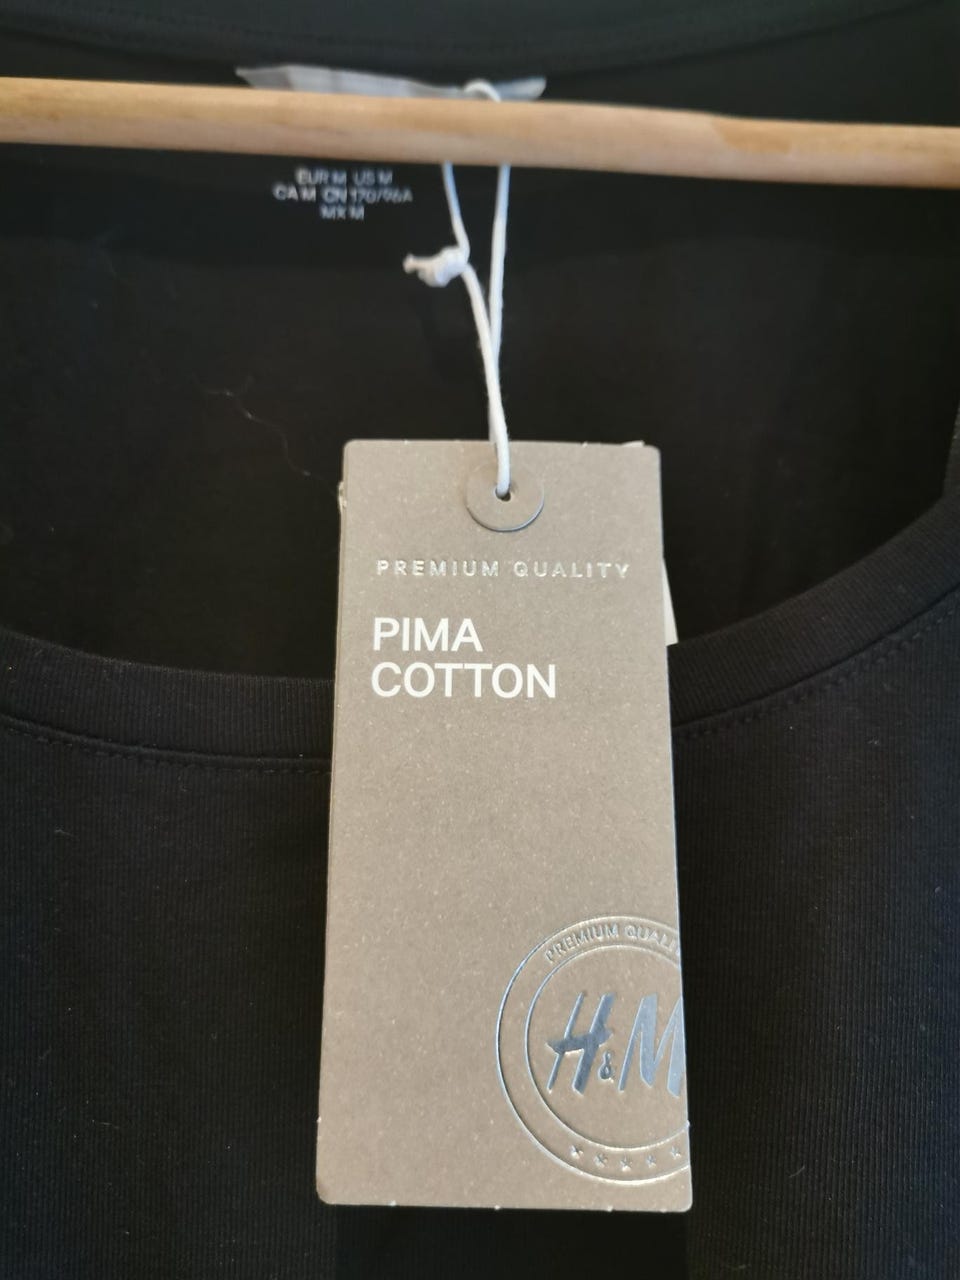 EUR M US M
CA M CN 170/96A
MX M
PREMIUM QUALITY
PIMA
COTTON
PREMIUM QUALI
H&M